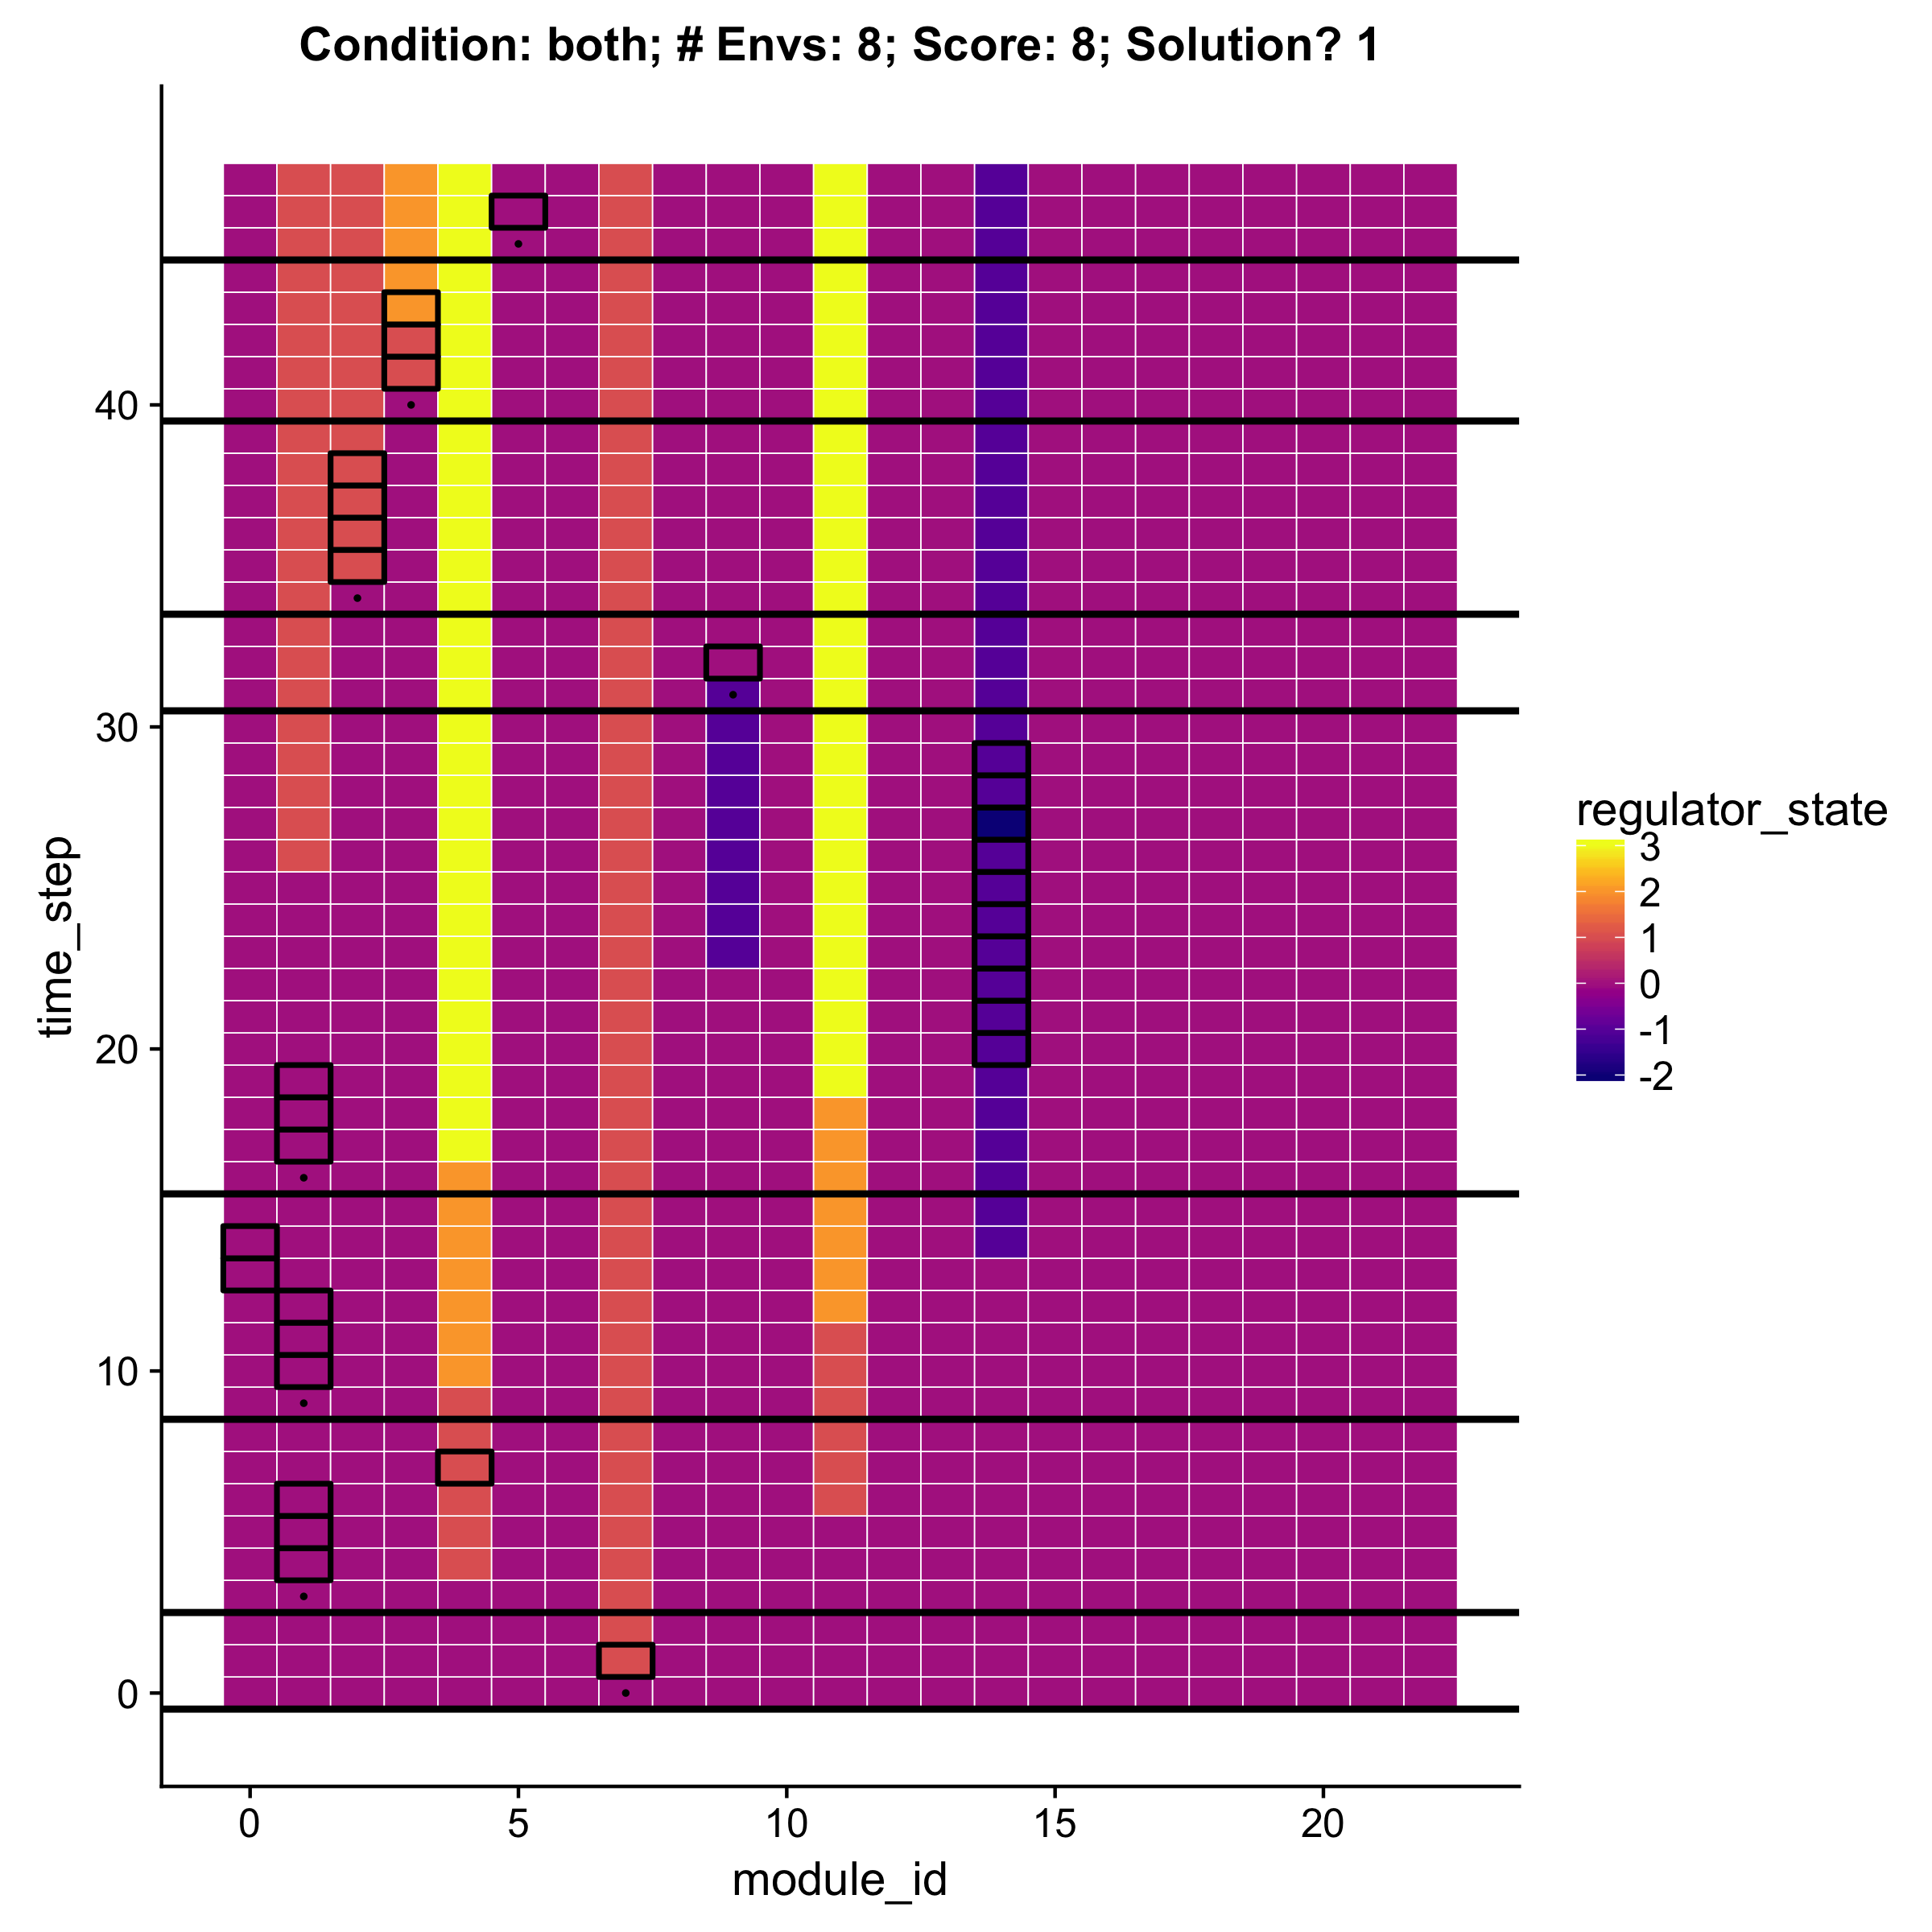 Condition: both; # Envs: 8; Score: 8; Solution? 1
time_step
40
30
20
10
0
0 5 10 15 20
module_id
regulator_state
3
2
1
0
-1
-2